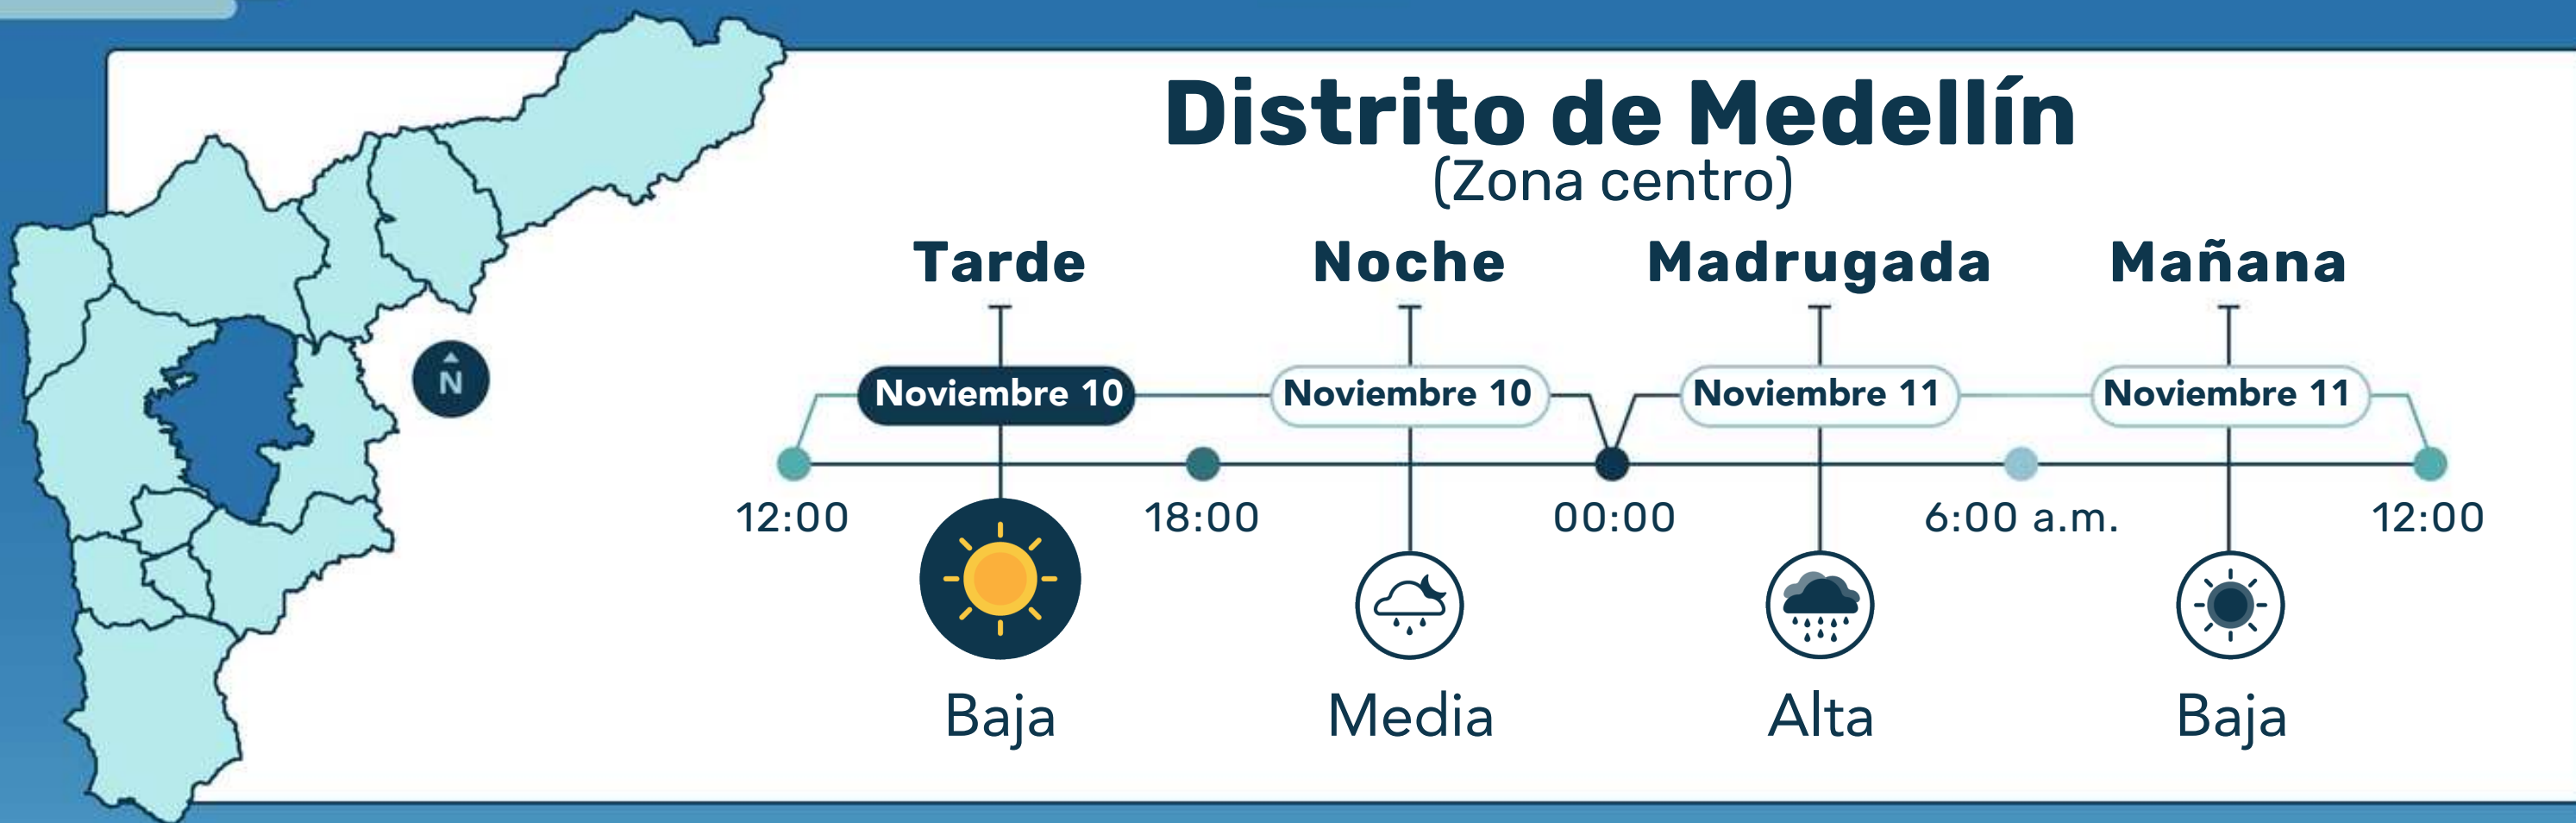 Distrito de Medellín
(Zona centro)
Tarde Noche Madrugada Mañana
N
Noviembre 10 Noviembre 10 Noviembre 11 Noviembre 11
12:00 18:00 00:00 6:00 a.m. 12:00
Baja Media Alta Baja